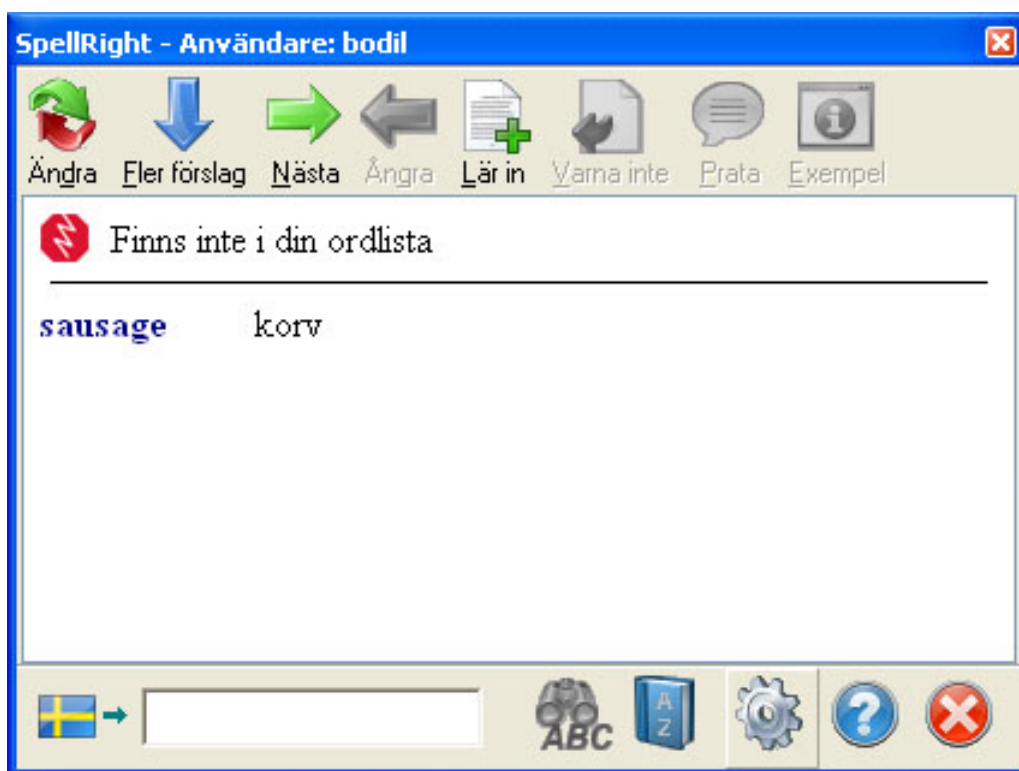 SpellRight - Användare: bodil
Ändra Fler förslag Nästa Ångra Lär in Varna inte Prata Exempel
Finns inte i din ordlista
sausage korv
ABC
A
Z
?